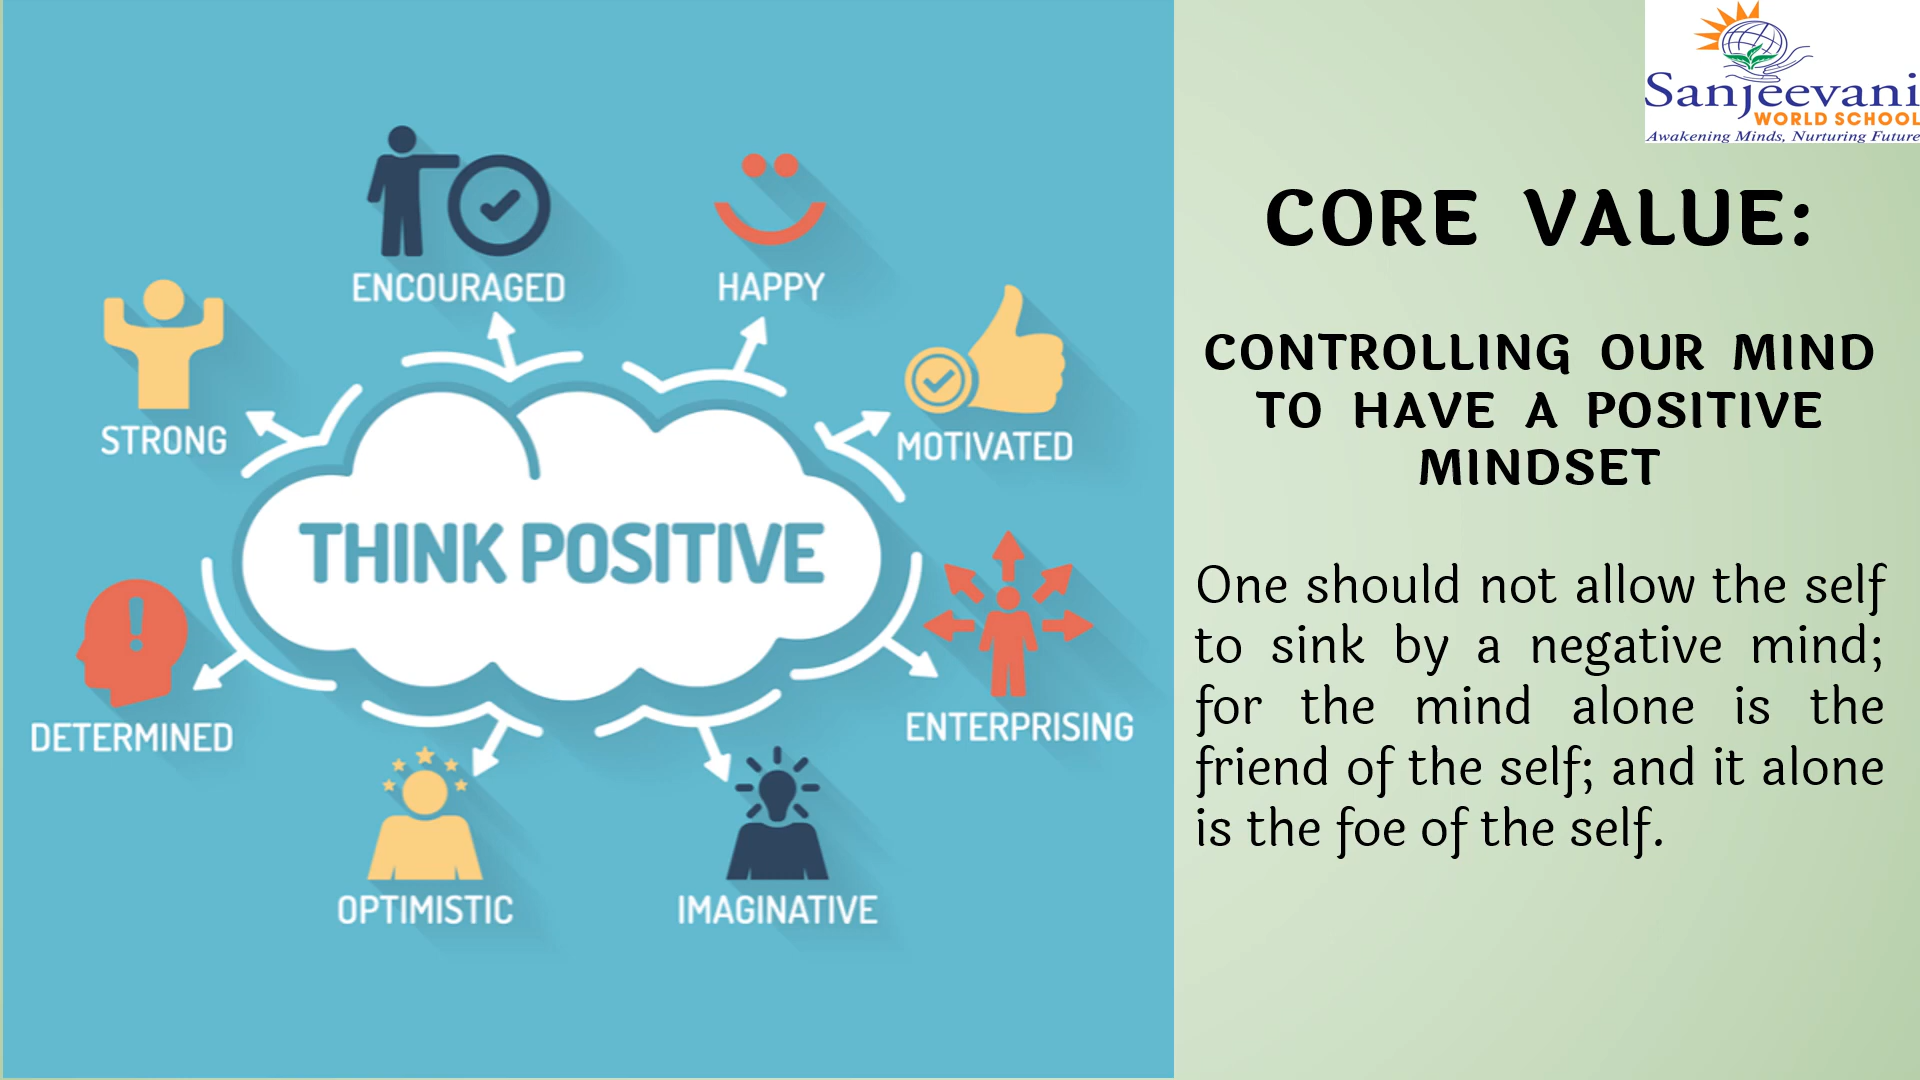 ENCOURAGED
HAPPY
STRONG
MOTIVATED
THINK POSITIVE
DETERMINED
ENTERPRISING
OPTIMISTIC
IMAGINATIVE
Sanjeevani
WORLD SCHOOL
Awakening Minds, Nurturing Future
CORE VALUE:
CONTROLLING OUR MIND
TO HAVE A POSITIVE
MINDSET
One should not allow the self
to sink by a negative mind;
for the mind alone is the
friend of the self; and it alone
is the foe of the self.